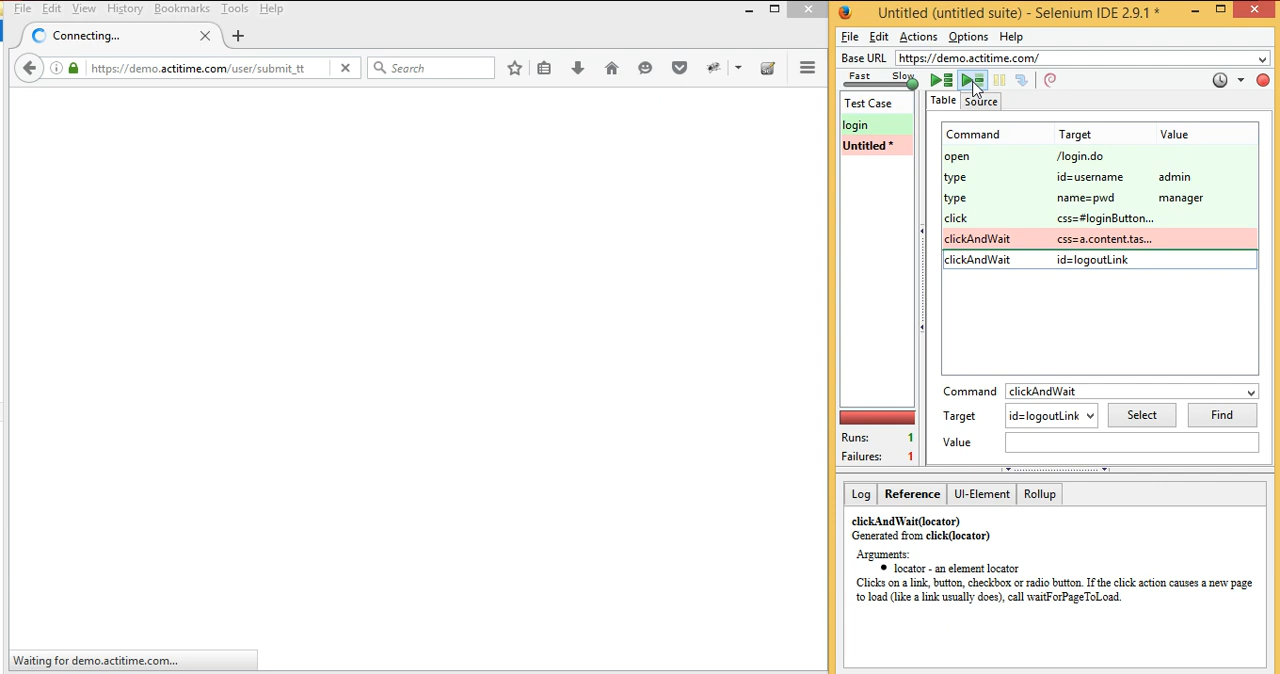 File Edit View History Bookmarks Tools Help
Connecting...
https://demo.actitime.com/user/submit_tt
Search
Waiting for demo.actitime.com...
Untitled (untitled suite) - Selenium IDE 2.9.1 *
File Edit Actions Options Help
Base URL https://demo.actitime.com/
Fast Slow
Test Case
login
Untitled *
Runs: 1
Failures: 1
Table Source
Command Target Value
open /login.do
type id=username admin
type name=pwd manager
click css=#loginButton...
clickAndWait css=a.content.tas...
clickAndWait id=logoutLink
Command clickAndWait
Target id=logoutLink Select Find
Value
Log Reference UI-Element Rollup
clickAndWait(locator)
Generated from click(locator)
Arguments:
● locator - an element locator
Clicks on a link, button, checkbox or radio button. If the click action causes a new page
to load (like a link usually does), call waitForPageToLoad.